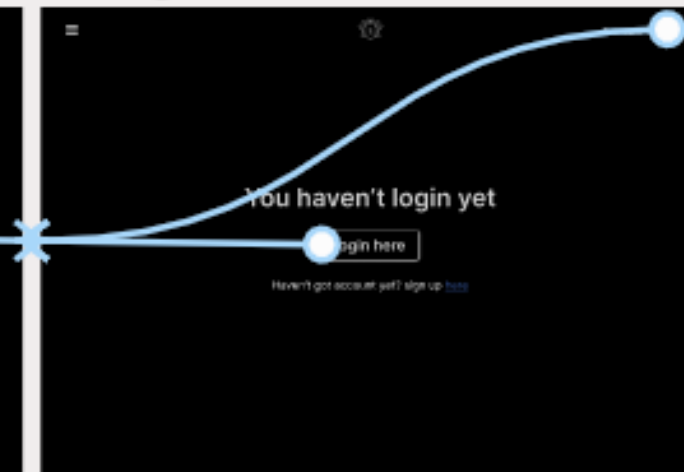 You haven't login yet
ogin here
Haven't got account yet? sign up here